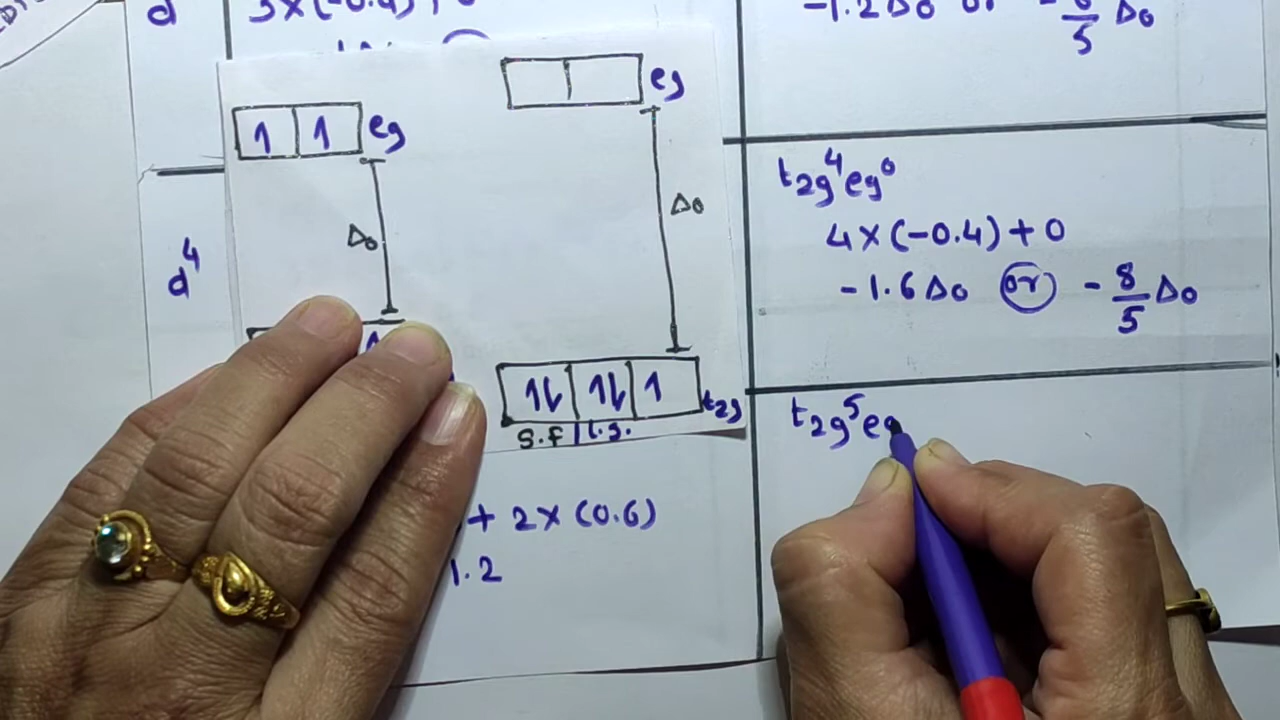 d
-1.2Δo or
5 Δo
eg
1 1 eg
Δo
Δo
d⁴
t₂g⁴eg⁰
4×(-0.4)+0
-1.6Δo or -8/5 Δo
1⇂ 1⇂ 1 t₂g
S.F L.S.
t₂g⁵eg
+ 2×(0.6)
1.2